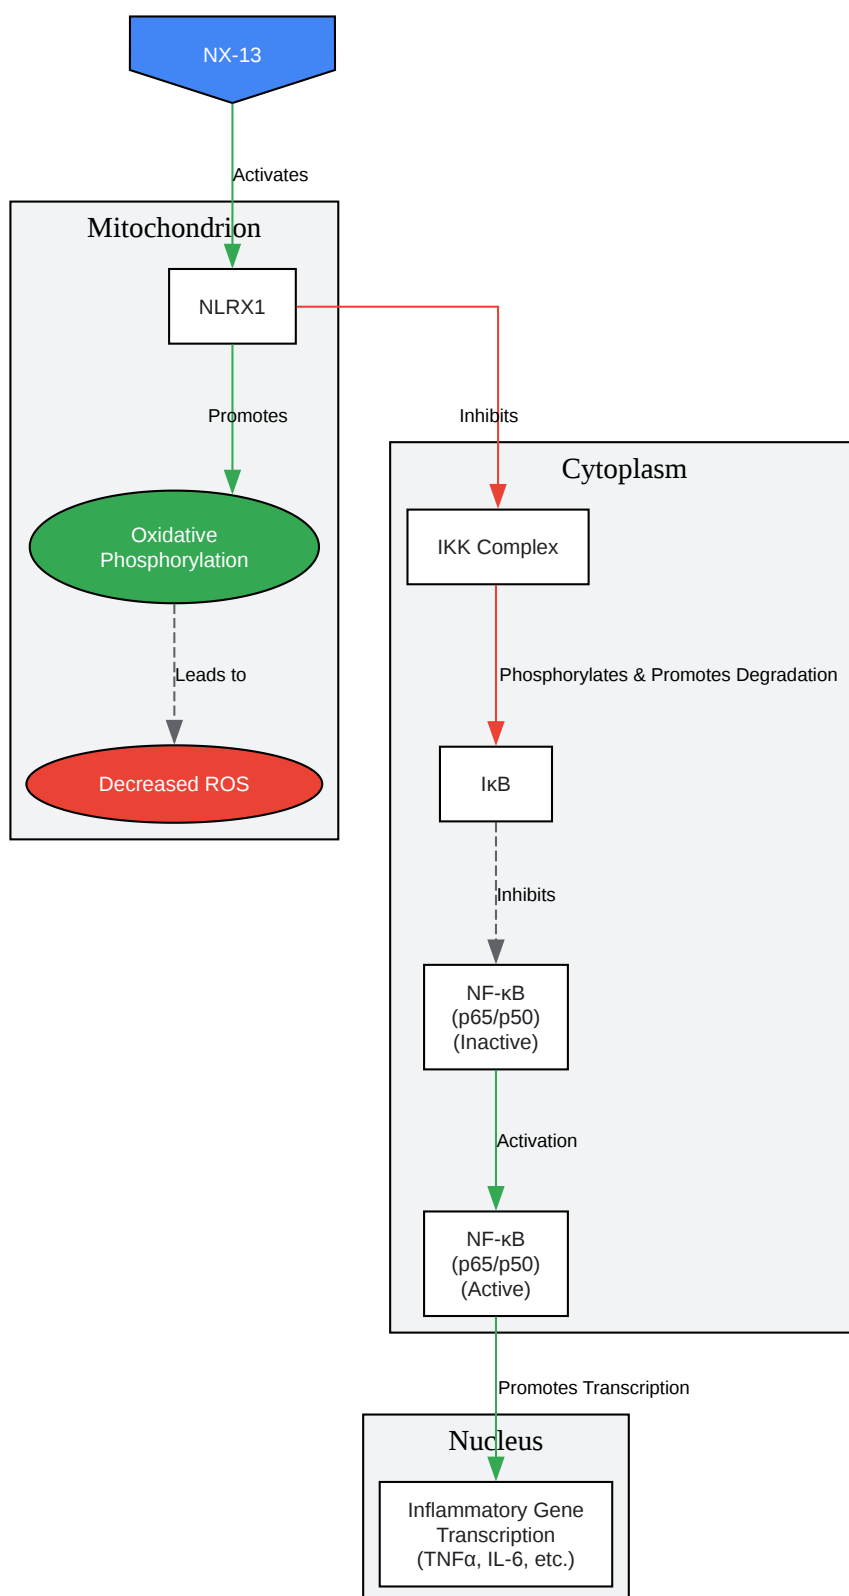 NX-13
Activates
Mitochondrion
NLRX1
Promotes
Inhibits
Cytoplasm
Oxidative
Phosphorylation
IKK Complex
Leads to
Phosphorylates & Promotes Degradation
Decreased ROS
IκB
Inhibits
NF-κB
(p65/p50)
(Inactive)
Activation
NF-κB
(p65/p50)
(Active)
Promotes Transcription
Nucleus
Inflammatory Gene
Transcription
(TNFα, IL-6, etc.)